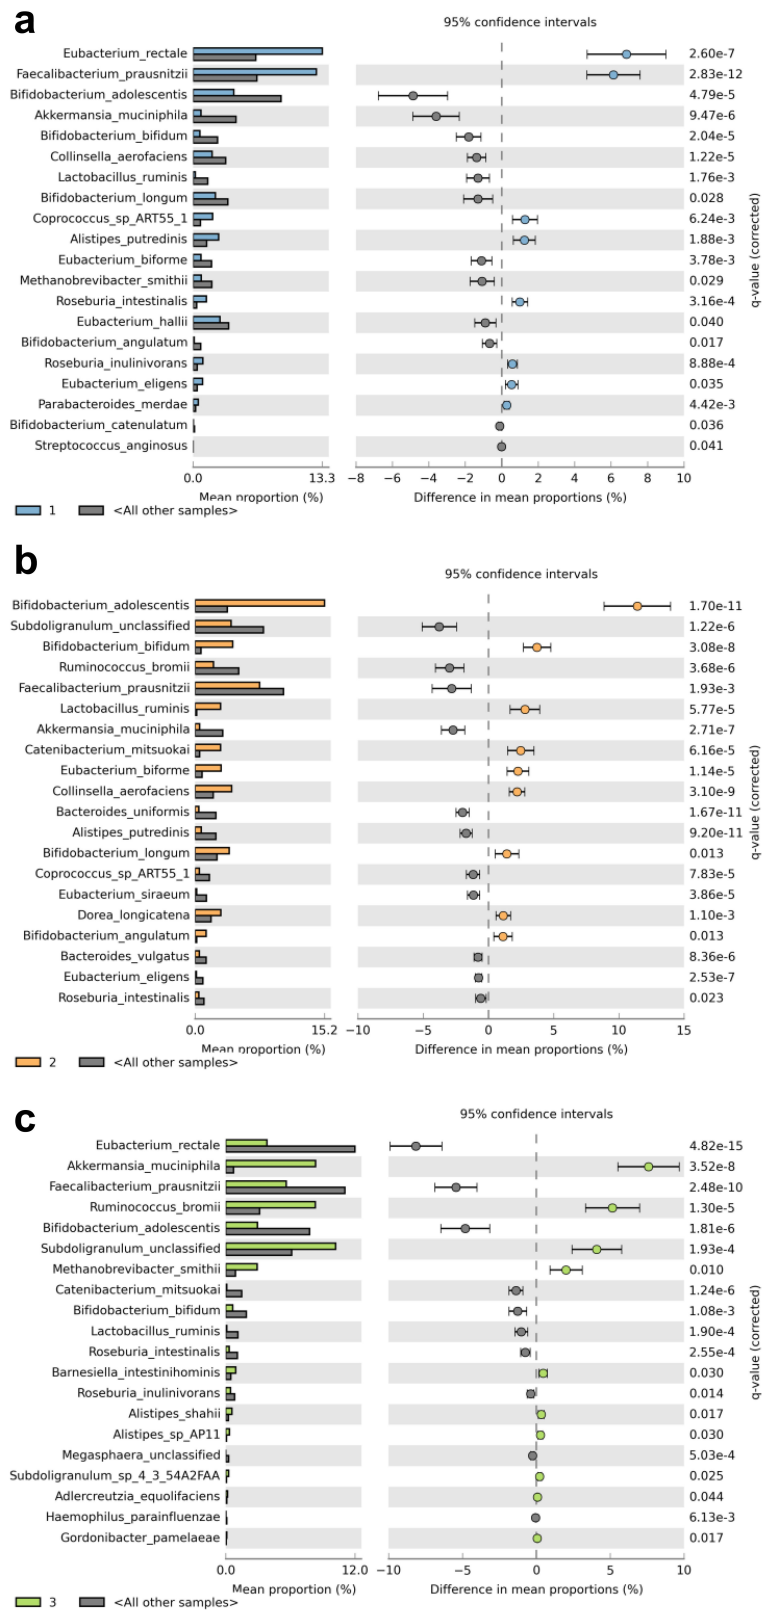 a
95% confidence intervals
Eubacterium_rectale 2.60e-7
Faecalibacterium_prausnitzii 2.83e-12
Bifidobacterium_adolescentis 4.79e-5
Akkermansia_muciniphila 9.47e-6
Bifidobacterium_bifidum 2.04e-5
Collinsella_aerofaciens 1.22e-5
Lactobacillus_ruminis 1.76e-3
Bifidobacterium_longum 0.028
Coprococcus_sp_ART55_1 6.24e-3
Alistipes_putredinis 1.88e-3
Eubacterium_biforme 3.78e-3
Methanobrevibacter_smithii 0.029
Roseburia_intestinalis 3.16e-4
Eubacterium_hallii 0.040
Bifidobacterium_angulatum 0.017
Roseburia_inulinivorans 8.88e-4
Eubacterium_eligens 0.035
Parabacteroides_merdae 4.42e-3
Bifidobacterium_catenulatum 0.036
Streptococcus_anginosus 0.041
q-value (corrected)
0.0 13.3 −8 −6 −4 −2 0 2 4 6 8 10
Mean proportion (%) Difference in mean proportions (%)
1 <All other samples>
b
95% confidence intervals
Bifidobacterium_adolescentis 1.70e-11
Subdoligranulum_unclassified 1.22e-6
Bifidobacterium_bifidum 3.08e-8
Ruminococcus_bromii 3.68e-6
Faecalibacterium_prausnitzii 1.93e-3
Lactobacillus_ruminis 5.77e-5
Akkermansia_muciniphila 2.71e-7
Catenibacterium_mitsuokai 6.16e-5
Eubacterium_biforme 1.14e-5
Collinsella_aerofaciens 3.10e-9
Bacteroides_uniformis 1.67e-11
Alistipes_putredinis 9.20e-11
Bifidobacterium_longum 0.013
Coprococcus_sp_ART55_1 7.83e-5
Eubacterium_siraeum 3.86e-5
Dorea_longicatena 1.10e-3
Bifidobacterium_angulatum 0.013
Bacteroides_vulgatus 8.36e-6
Eubacterium_eligens 2.53e-7
Roseburia_intestinalis 0.023
q-value (corrected)
0.0 15.2 −10 −5 0 5 10 15
Mean proportion (%) Difference in mean proportions (%)
2 <All other samples>
c
95% confidence intervals
Eubacterium_rectale 4.82e-15
Akkermansia_muciniphila 3.52e-8
Faecalibacterium_prausnitzii 2.48e-10
Ruminococcus_bromii 1.30e-5
Bifidobacterium_adolescentis 1.81e-6
Subdoligranulum_unclassified 1.93e-4
Methanobrevibacter_smithii 0.010
Catenibacterium_mitsuokai 1.24e-6
Bifidobacterium_bifidum 1.08e-3
Lactobacillus_ruminis 1.90e-4
Roseburia_intestinalis 2.55e-4
Barnesiella_intestinihominis 0.030
Roseburia_inulinivorans 0.014
Alistipes_shahii 0.017
Alistipes_sp_AP11 0.030
Megasphaera_unclassified 5.03e-4
Subdoligranulum_sp_4_3_54A2FAA 0.025
Adlercreutzia_equolifaciens 0.044
Haemophilus_parainfluenzae 6.13e-3
Gordonibacter_pamelaeae 0.017
q-value (corrected)
0.0 12.0 −10 −5 0 5 10
Mean proportion (%) Difference in mean proportions (%)
3 <All other samples>